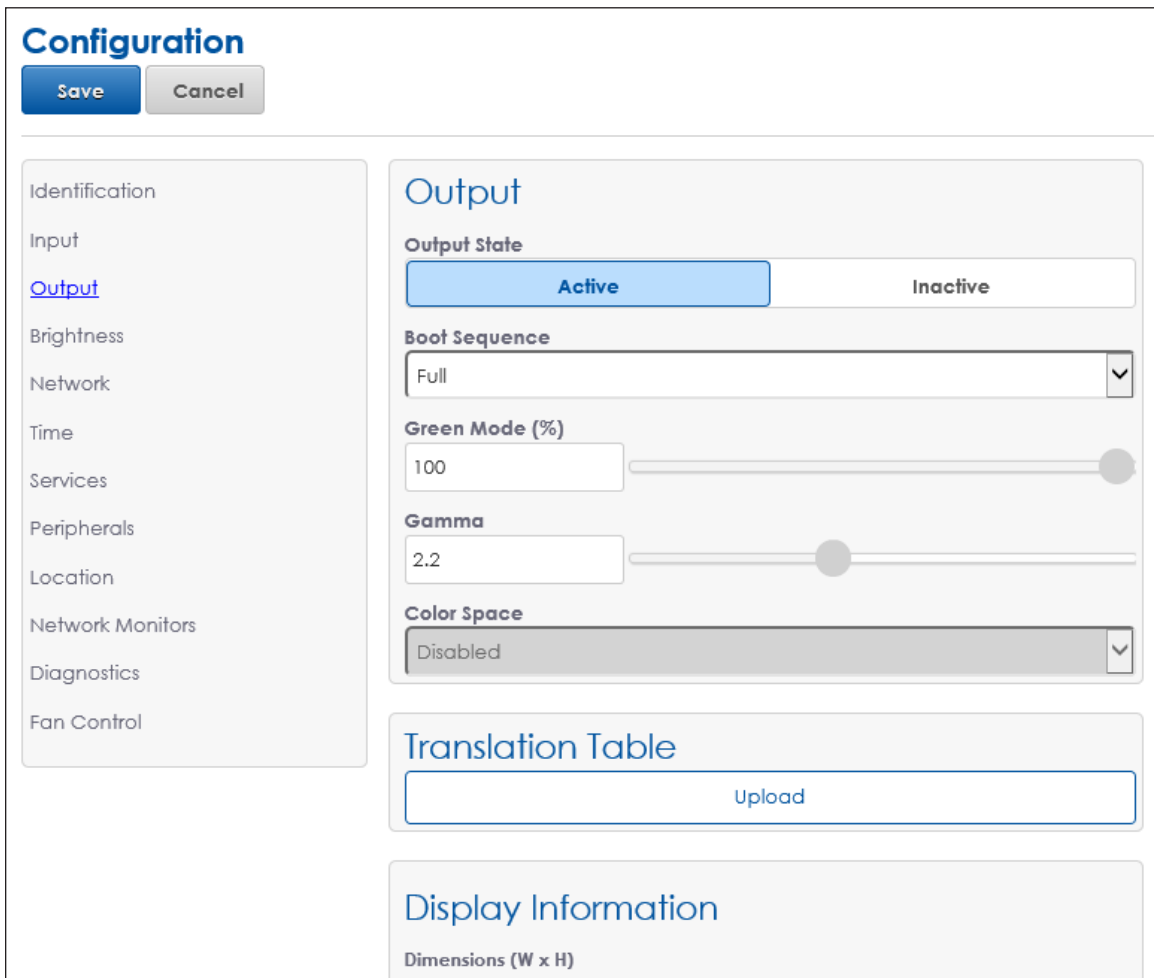 Configuration
Save Cancel
Identification
Input
Output
Brightness
Network
Time
Services
Peripherals
Location
Network Monitors
Diagnostics
Fan Control
Output
Output State
Active Inactive
Boot Sequence
Full
Green Mode (%)
100
Gamma
2.2
Color Space
Disabled
Translation Table
Upload
Display Information
Dimensions (W x H)